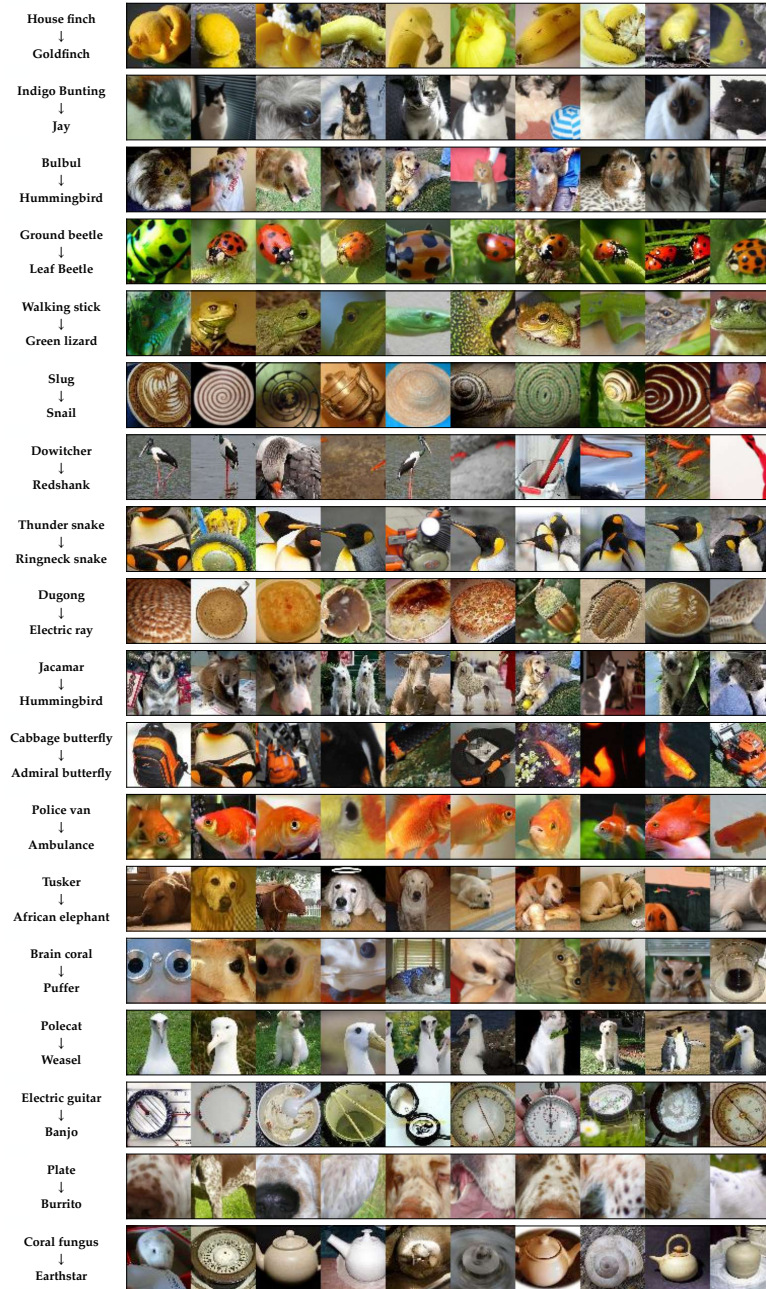 House finch
↓
Goldfinch
Indigo Bunting
↓
Jay
Bulbul
↓
Hummingbird
Ground beetle
↓
Leaf Beetle
Walking stick
↓
Green lizard
Slug
↓
Snail
Dowitcher
↓
Redshank
Thunder snake
↓
Ringneck snake
Dugong
↓
Electric ray
Jacamar
↓
Hummingbird
Cabbage butterfly
↓
Admiral butterfly
Police van
↓
Ambulance
Tusker
↓
African elephant
Brain coral
↓
Puffer
Polecat
↓
Weasel
Electric guitar
↓
Banjo
Plate
↓
Burrito
Coral fungus
↓
Earthstar